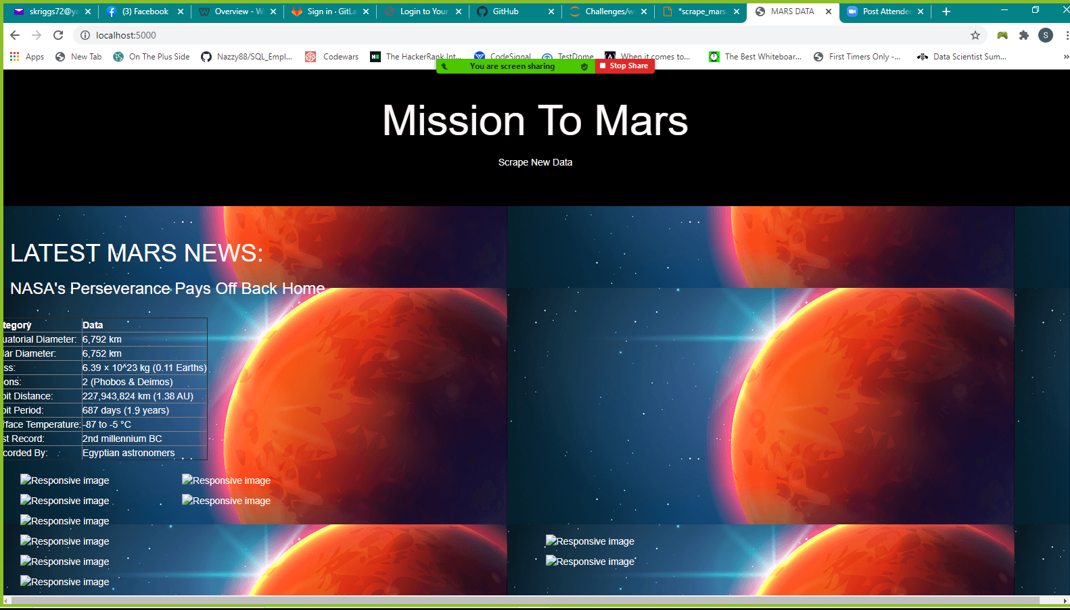 skriggs72@ya
(3) Facebook
Overview - W
Sign in · GitLa
Login to Your
GitHub
Challenges/w
*scrape_mars.
MARS DATA
Post Attende
localhost:5000
S
Apps
New Tab
On The Plus Side
Nazzy88/SQL_Empl...
Codewars
The HackerRank Int...
CodeSignal
TestDome
When it comes to...
The Best Whiteboar...
First Timers Only -...
Data Scientist Sum...
You are screen sharing
Stop Share
Mission To Mars
Scrape New Data
LATEST MARS NEWS:
NASA's Perseverance Pays Off Back Home
tegory Data
uatorial Diameter: 6,792 km
lar Diameter: 6,752 km
ss: 6.39 × 10^23 kg (0.11 Earths)
ons: 2 (Phobos & Deimos)
bit Distance: 227,943,824 km (1.38 AU)
bit Period: 687 days (1.9 years)
rface Temperature: -87 to -5 °C
st Record: 2nd millennium BC
corded By: Egyptian astronomers
Responsive image Responsive image
Responsive image Responsive image
Responsive image
Responsive image Responsive image
Responsive image Responsive image
Responsive image